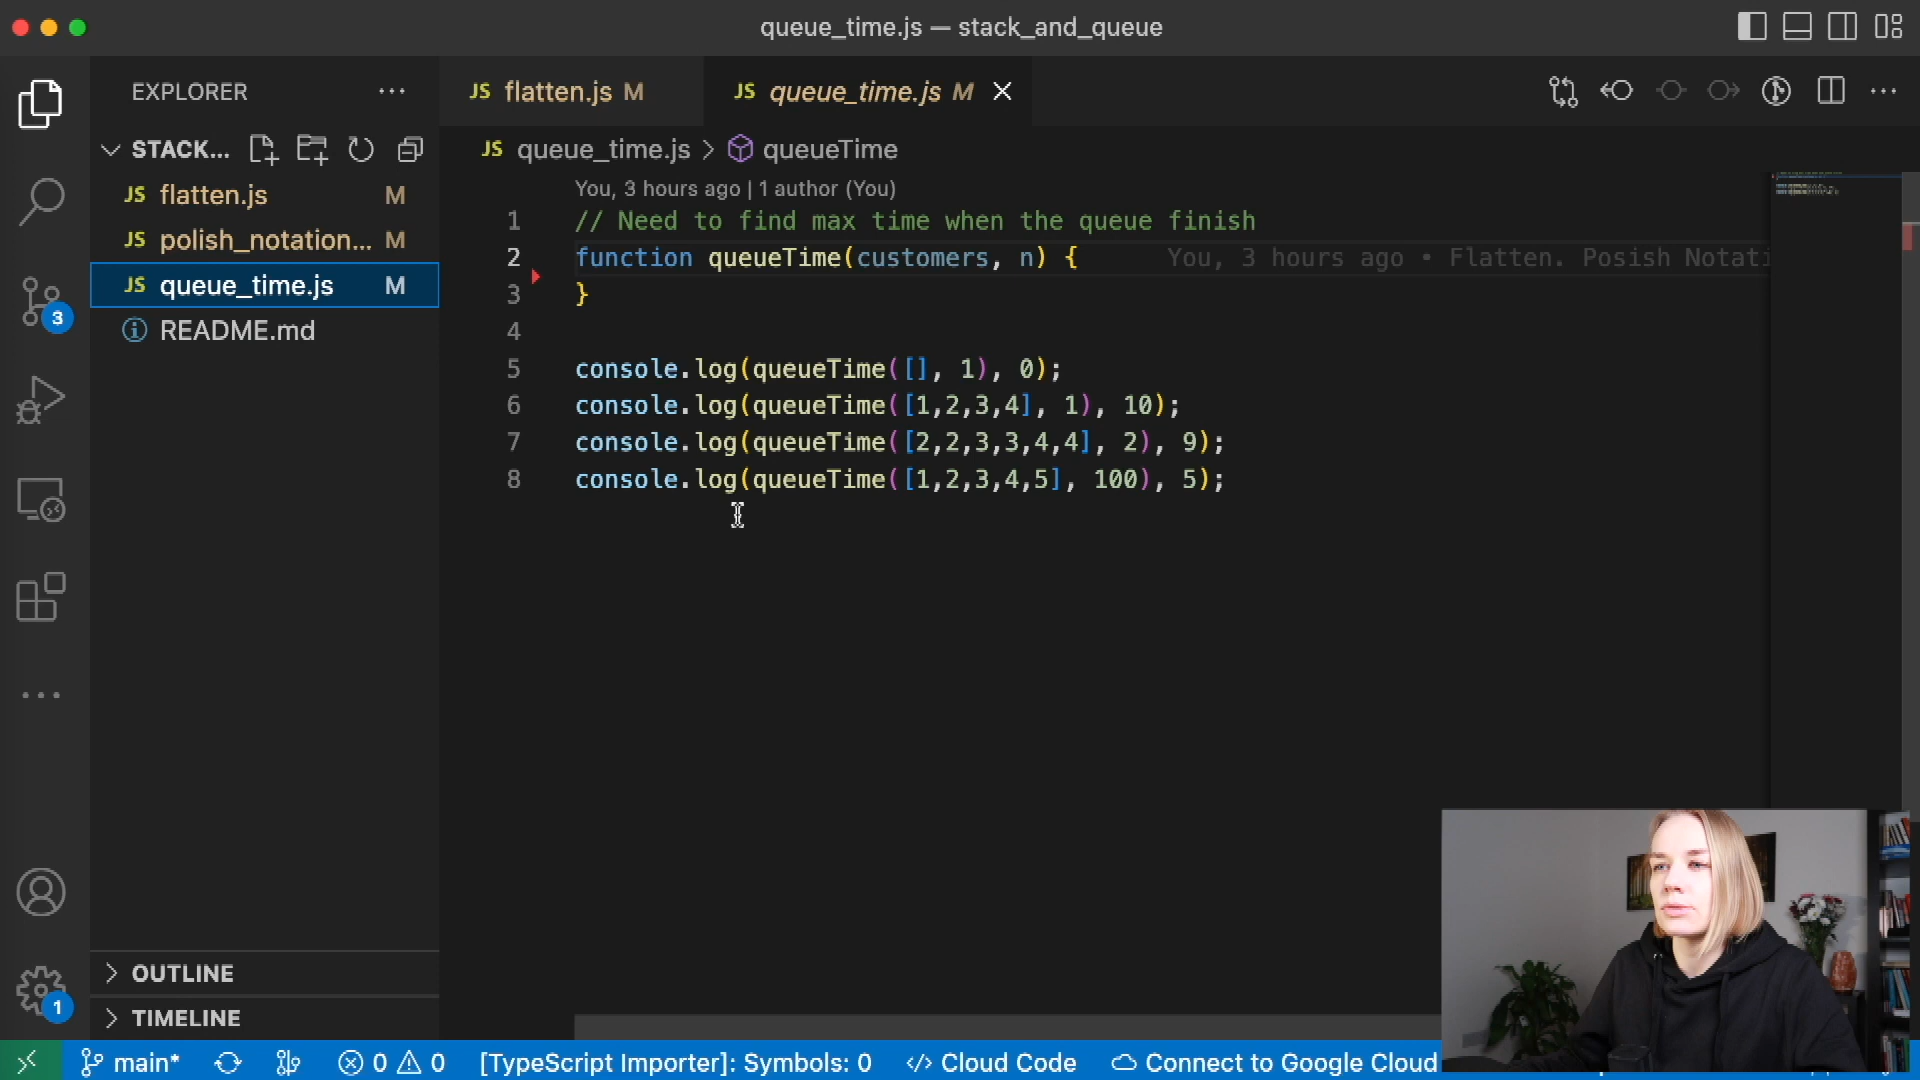 queue_time.js — stack_and_queue
EXPLORER
JS flatten.js M
JS queue_time.js M
STACK...
JS queue_time.js > queueTime
JS flatten.js M
JS polish_notation... M
JS queue_time.js M
README.md
You, 3 hours ago | 1 author (You)
1 // Need to find max time when the queue finish
2 function queueTime(customers, n) { You, 3 hours ago • Flatten. Posish Notati
3 }
4
5 console.log(queueTime([], 1), 0);
6 console.log(queueTime([1,2,3,4], 1), 10);
7 console.log(queueTime([2,2,3,3,4,4], 2), 9);
8 console.log(queueTime([1,2,3,4,5], 100), 5);
3
1
OUTLINE
TIMELINE
main* 0 0 [TypeScript Importer]: Symbols: 0 </> Cloud Code Connect to Google Cloud